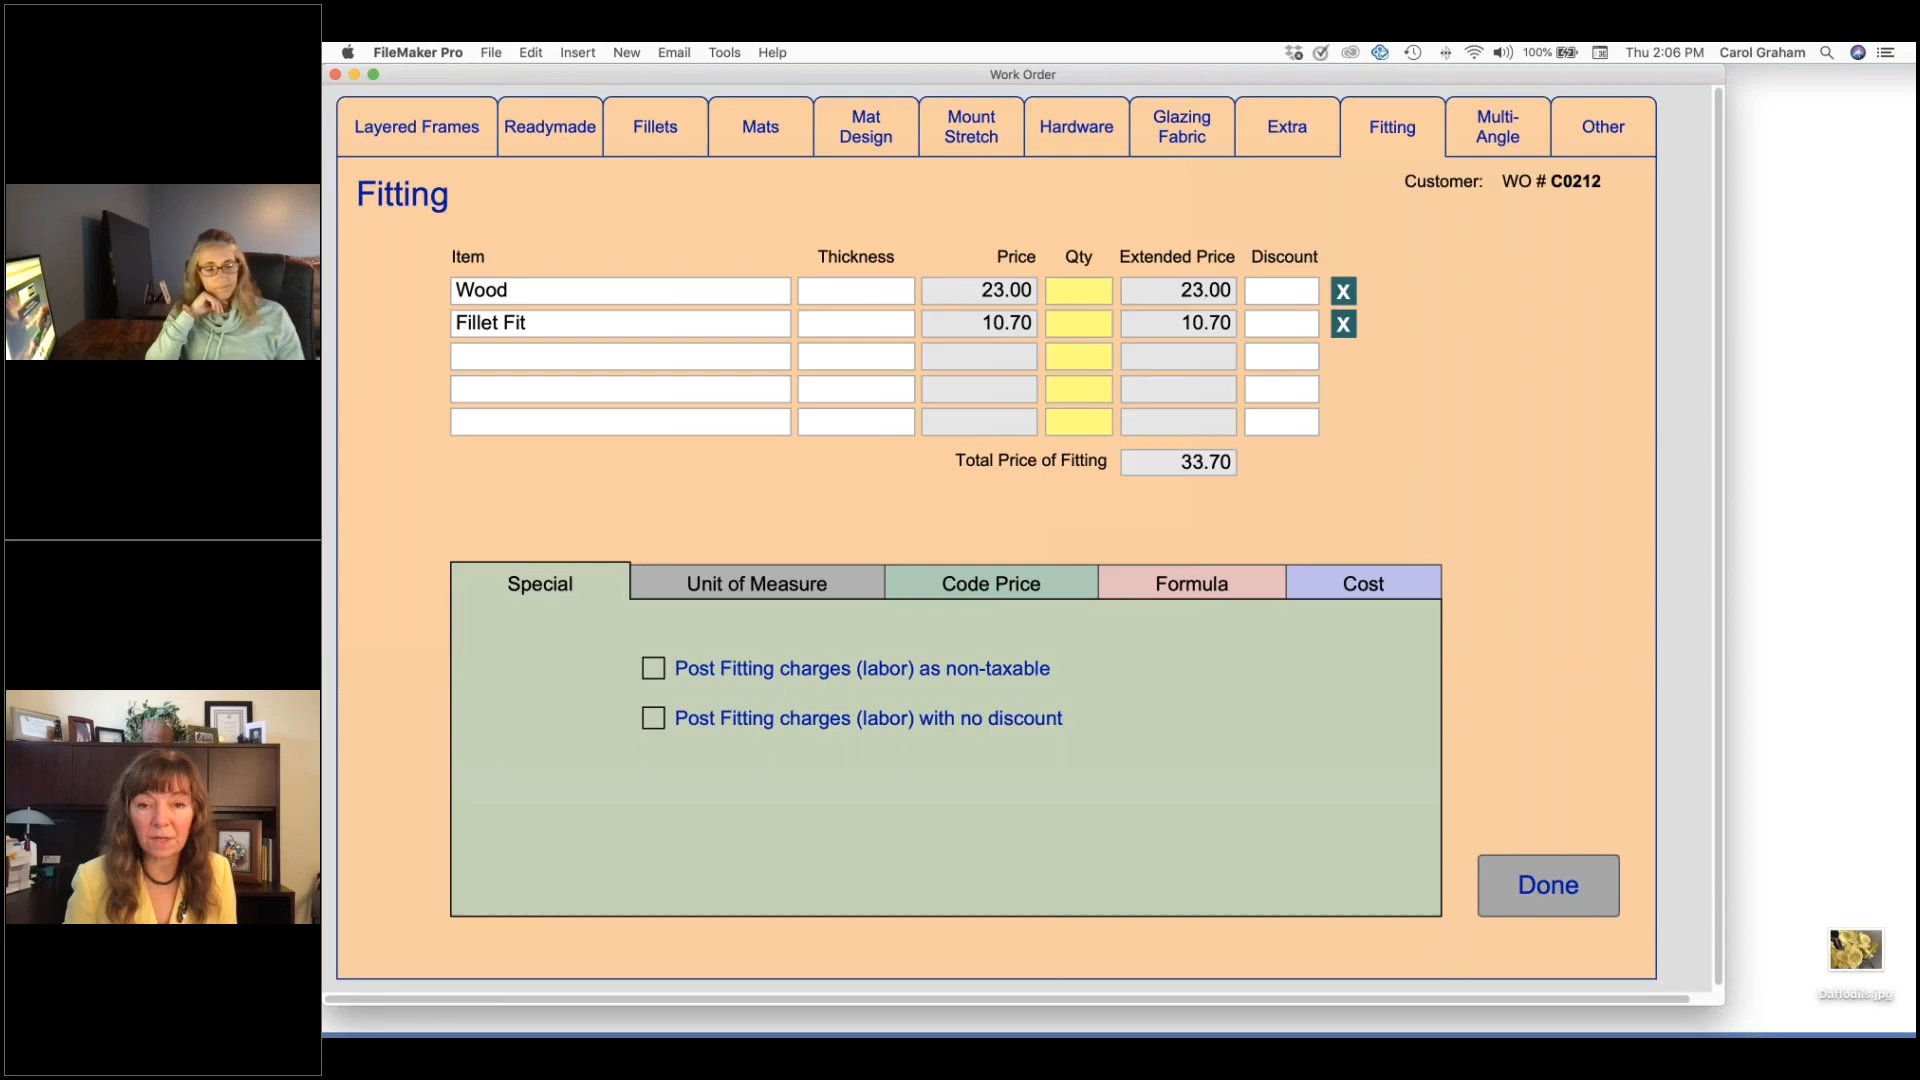 FileMaker Pro File Edit Insert New Email Tools Help 100% Thu 2:06 PM Carol Graham
Work Order
Layered Frames
Readymade
Fillets
Mats
Mat
Design
Mount
Stretch
Hardware
Glazing
Fabric
Extra
Fitting
Multi-
Angle
Other
Fitting
Customer: WO # C0212
Item Thickness Price Qty Extended Price Discount
Wood 23.00 23.00 X
Fillet Fit 10.70 10.70 X
Total Price of Fitting 33.70
Special Unit of Measure Code Price Formula Cost
Post Fitting charges (labor) as non-taxable
Post Fitting charges (labor) with no discount
Done
Daffodils.jpg